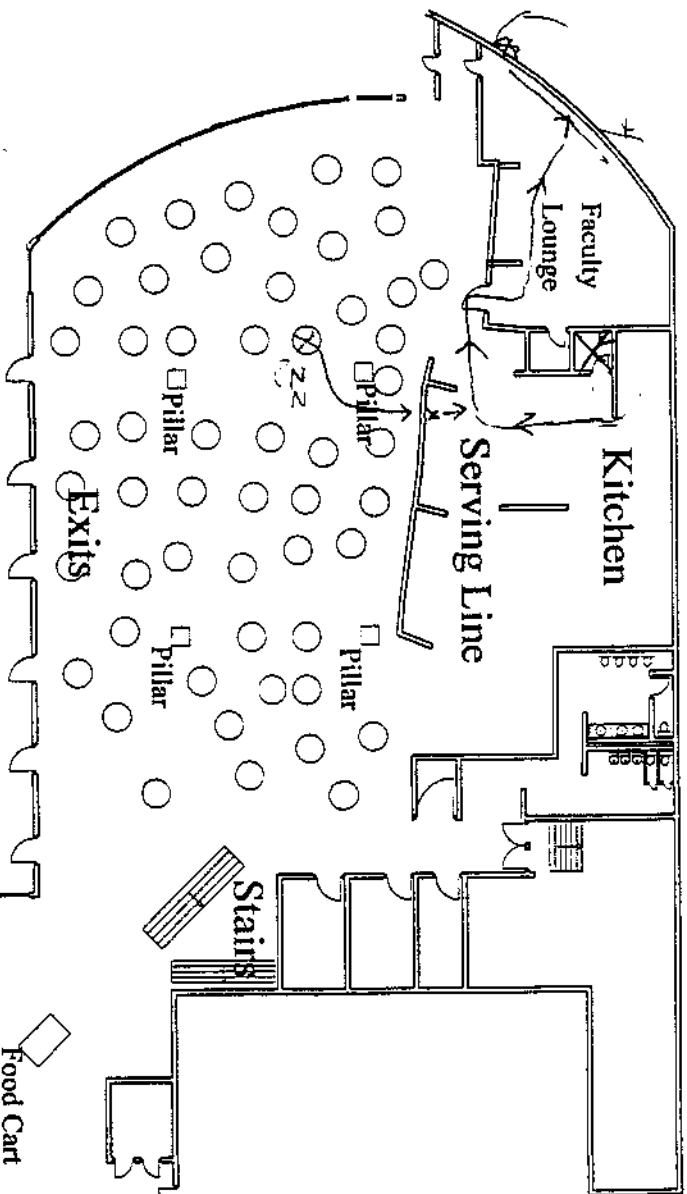 Faculty
Lounge
Kitchen
Serving Line
Pillar
Pillar
Exits
Pillar
Pillar
Stairs
Food Cart